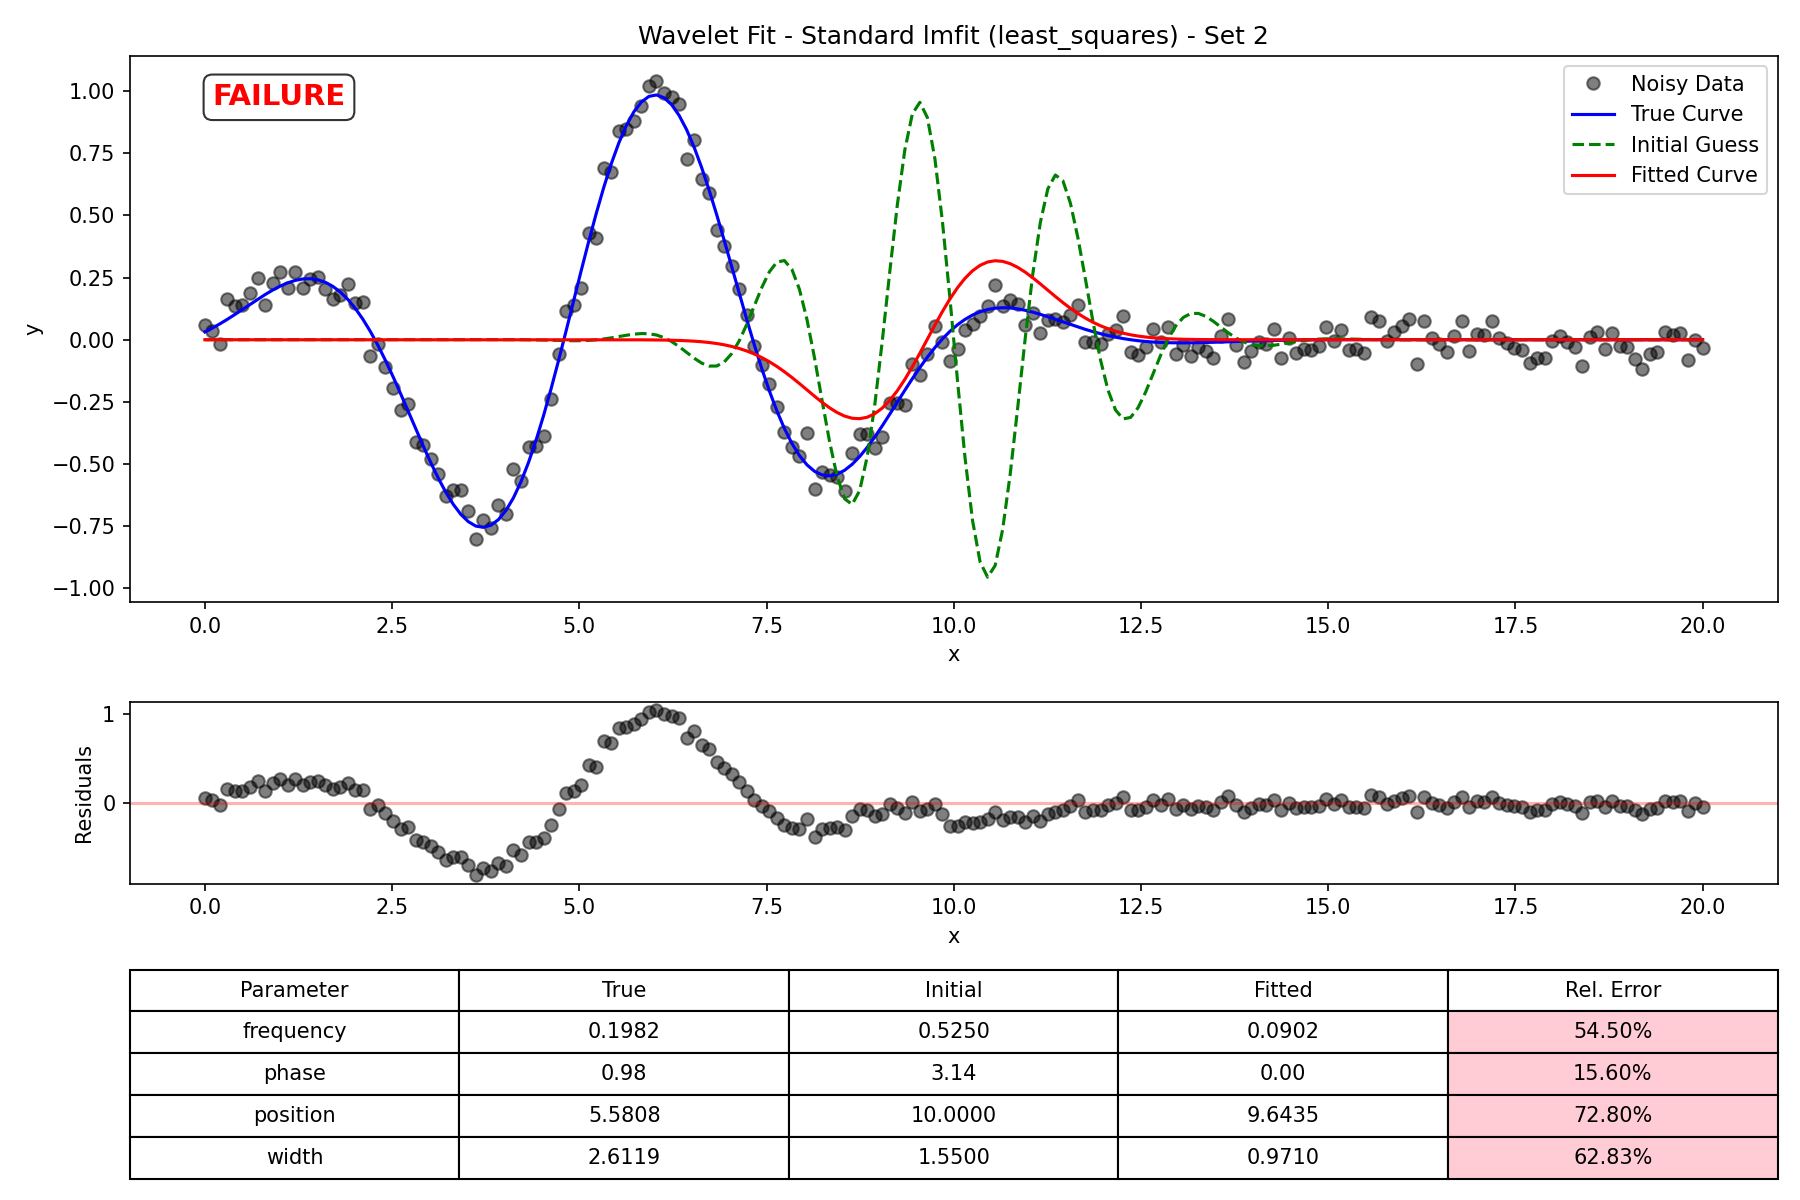 Wavelet Fit - Standard lmfit (least_squares) - Set 2
FAILURE
Noisy Data
True Curve
Initial Guess
Fitted Curve
1.00
0.75
0.50
0.25
0.00
−0.25
−0.50
−0.75
−1.00
y
0.0 2.5 5.0 7.5 10.0 12.5 15.0 17.5 20.0
x
1
0
Residuals
0.0 2.5 5.0 7.5 10.0 12.5 15.0 17.5 20.0
x
Parameter True Initial Fitted Rel. Error
frequency 0.1982 0.5250 0.0902 54.50%
phase 0.98 3.14 0.00 15.60%
position 5.5808 10.0000 9.6435 72.80%
width 2.6119 1.5500 0.9710 62.83%